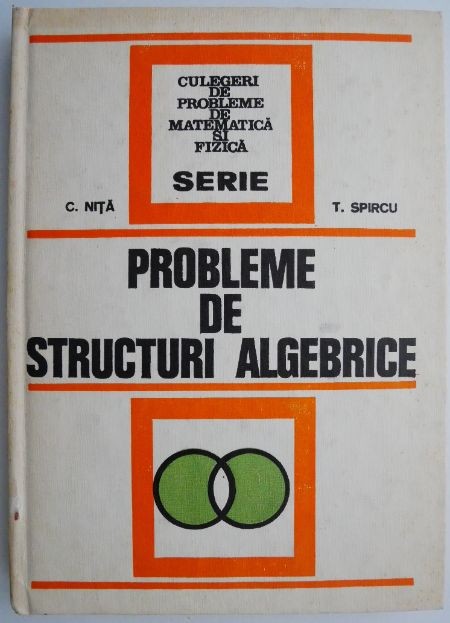 CULEGERI
DE
PROBLEME
DE
MATEMATICĂ
ȘI
FIZICĂ
SERIE
C. NIȚĂ
T. SPIRCU
PROBLEME
DE
STRUCTURI ALGEBRICE